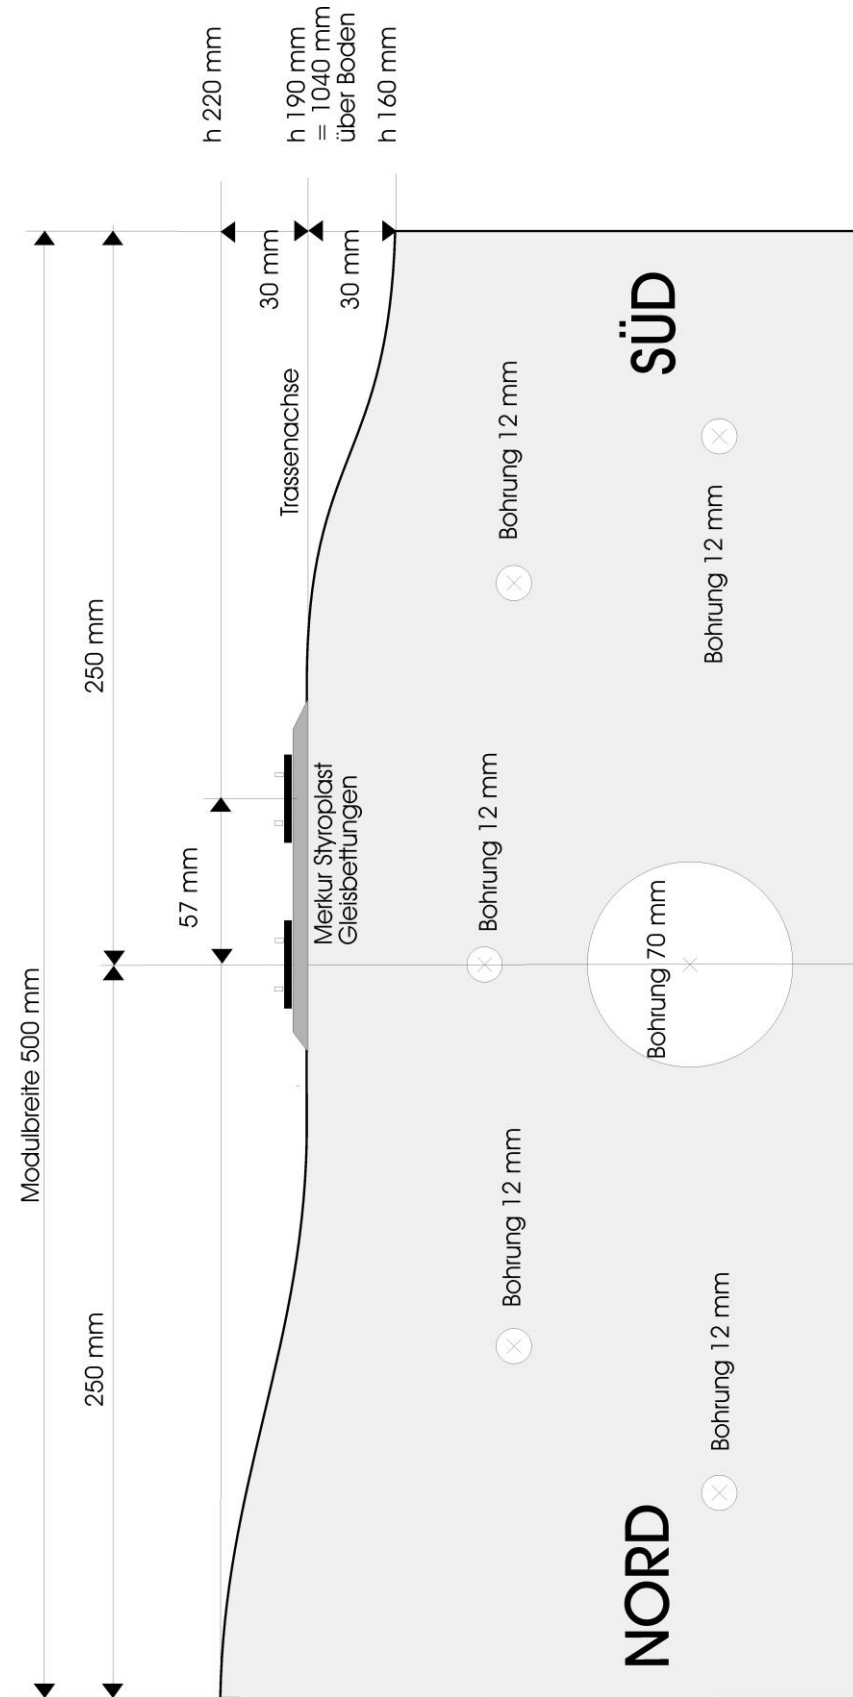 Modulbreite 500 mm
250 mm
250 mm
57 mm
h 220 mm
h 190 mm
= 1040 mm
über Boden
h 160 mm
30 mm
30 mm
Trassenachse
Merkur Styroplast
Gleisbettungen
Bohrung 12 mm
Bohrung 12 mm
Bohrung 12 mm
Bohrung 12 mm
Bohrung 12 mm
Bohrung 70 mm
NORD
SÜD